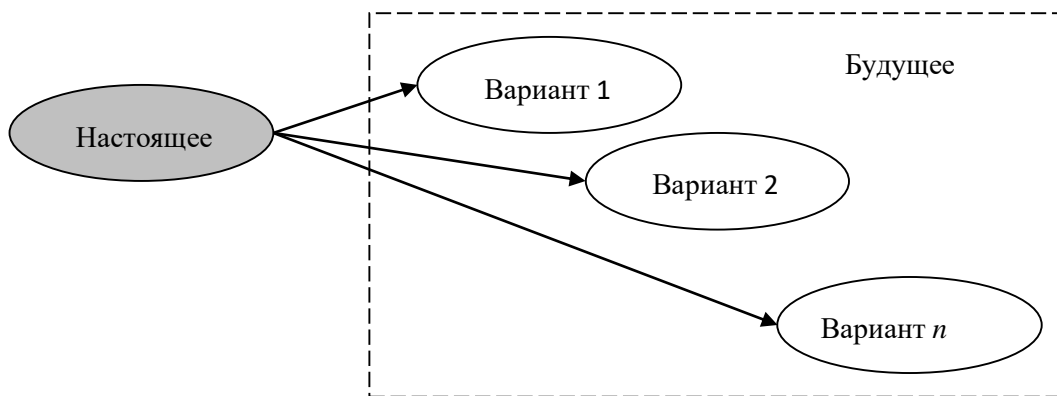 Будущее
Вариант 1
Настоящее
Вариант 2
Вариант n